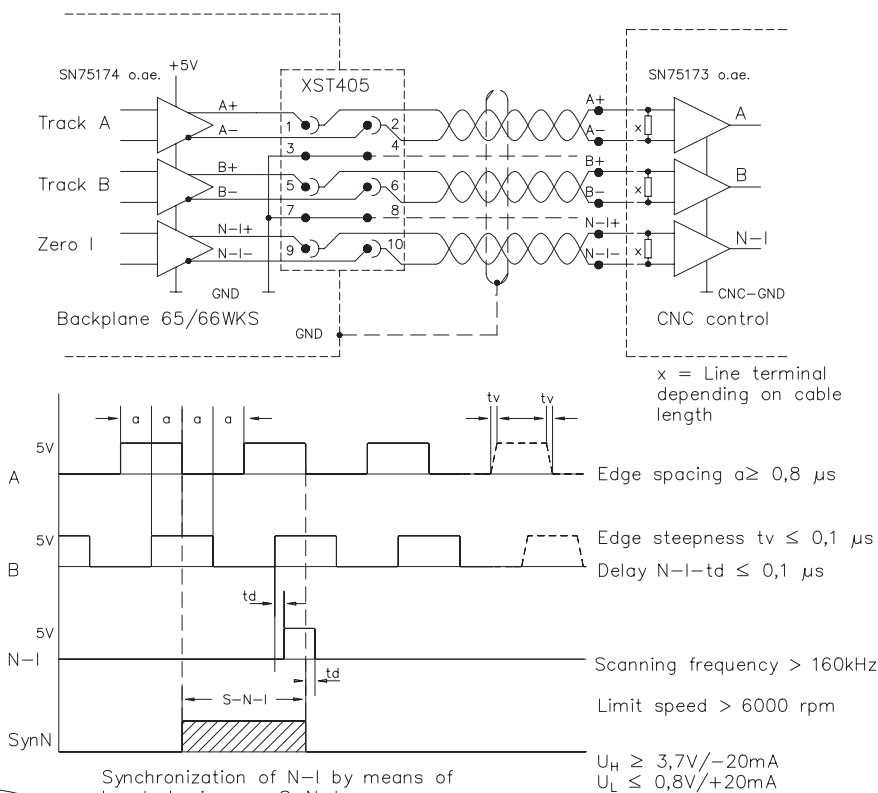 +5V
SN75174 o.ae.
XST405
SN75173 o.ae.
A+
A+
A
Track A
1
2
x
A-
A-
3
4
B+
B+
B
Track B
5
6
x
B-
B-
7
8
N-I+
N-I+
N-I
Zero I
9
10
x
N-I-
N-I-
GND
CNC-GND
Backplane 65/66WKS
GND
CNC control
x = Line terminal
depending on cable
length
tv
tv
a
a
a
a
5V
A
Edge spacing a≥ 0,8 µs
5V
Edge steepness tv ≤ 0,1 µs
B
Delay N-I-td ≤ 0,1 µs
td
5V
N-I
Scanning frequency > 160kHz
td
S-N-I
Limit speed > 6000 rpm
SynN
UH ≥ 3,7V/-20mA
UL ≤ 0,8V/+20mA
Synchronization of N-I by means of